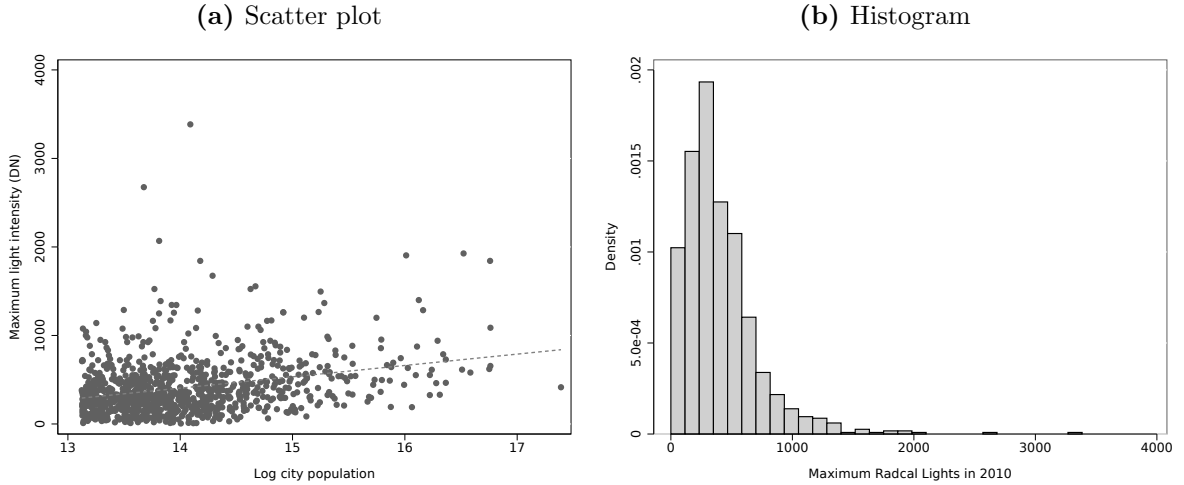 (a) Scatter plot
4000
3000
2000
1000
0
Maximum light intensity (DN)
13 14 15 16 17
Log city population
(b) Histogram
.002
.0015
.001
5.0e-04
0
Density
0 1000 2000 3000 4000
Maximum Radcal Lights in 2010